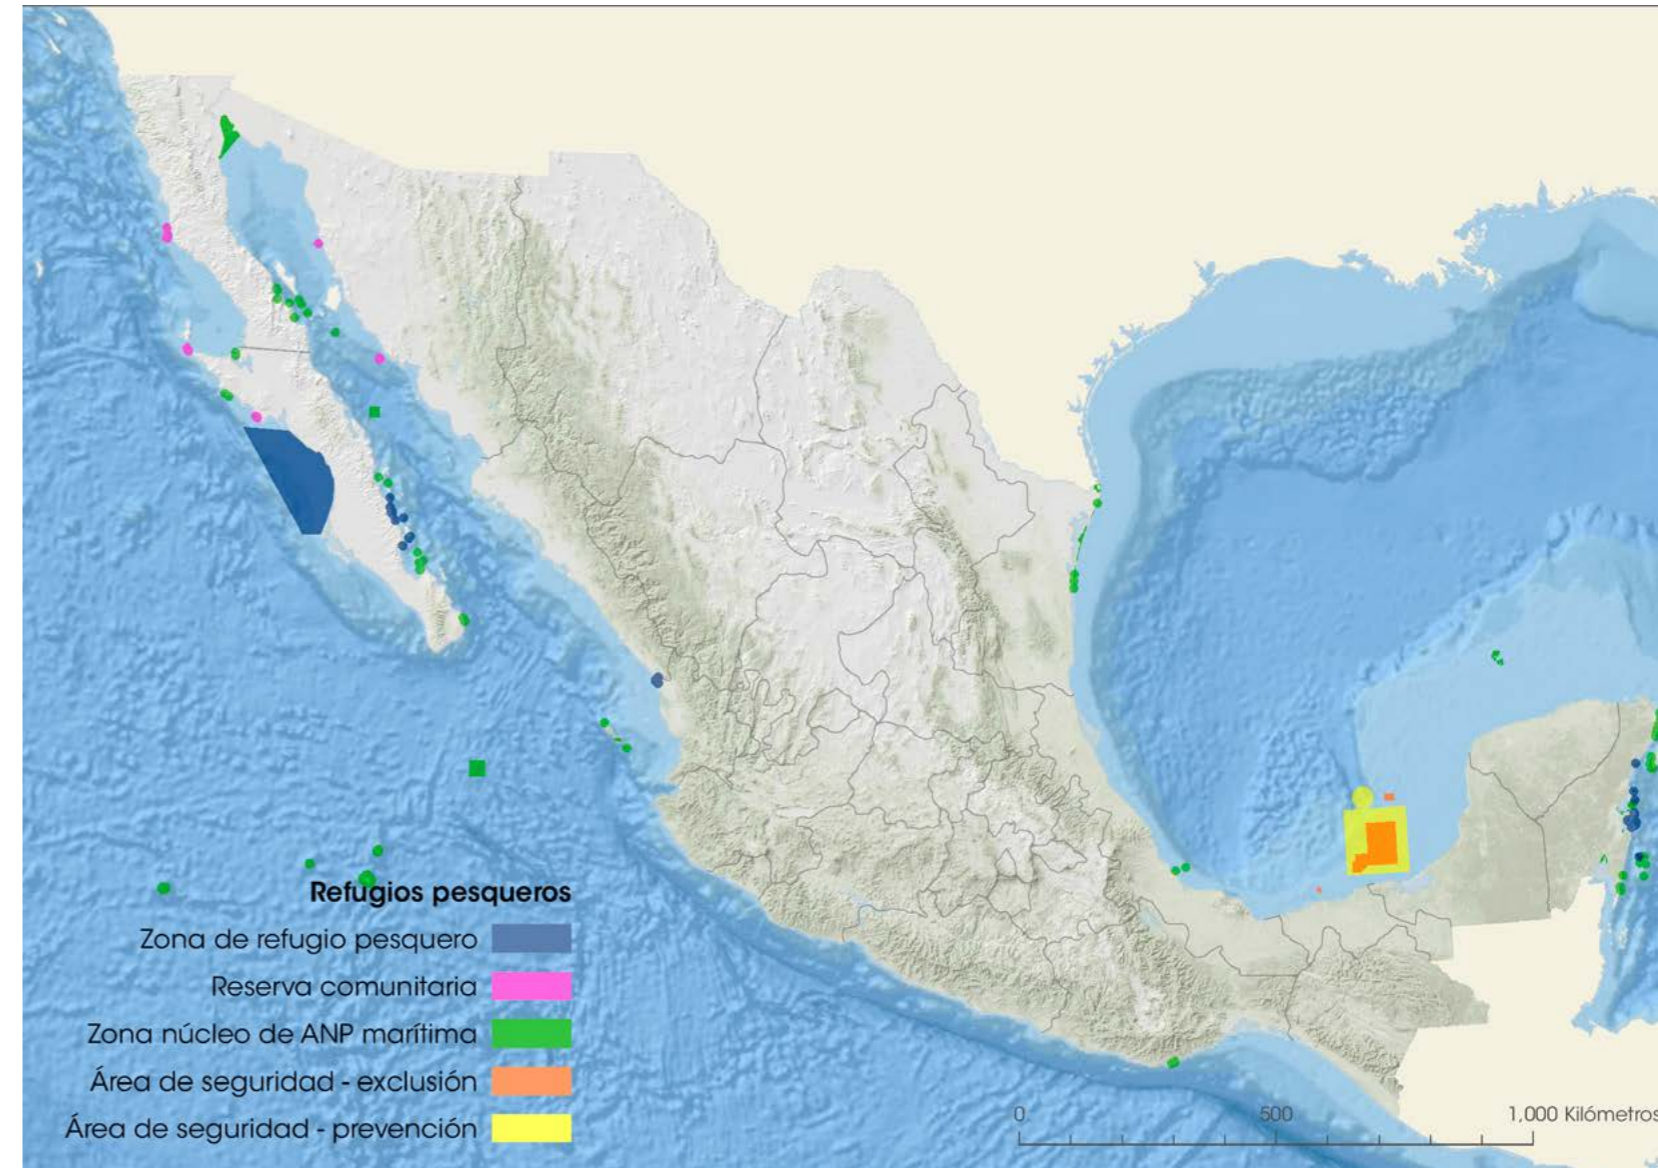 Refugios pesqueros
Zona de refugio pesquero
Reserva comunitaria
Zona núcleo de ANP marítima
Área de seguridad - exclusión
Área de seguridad - prevención
0 500 1,000 Kilómetros